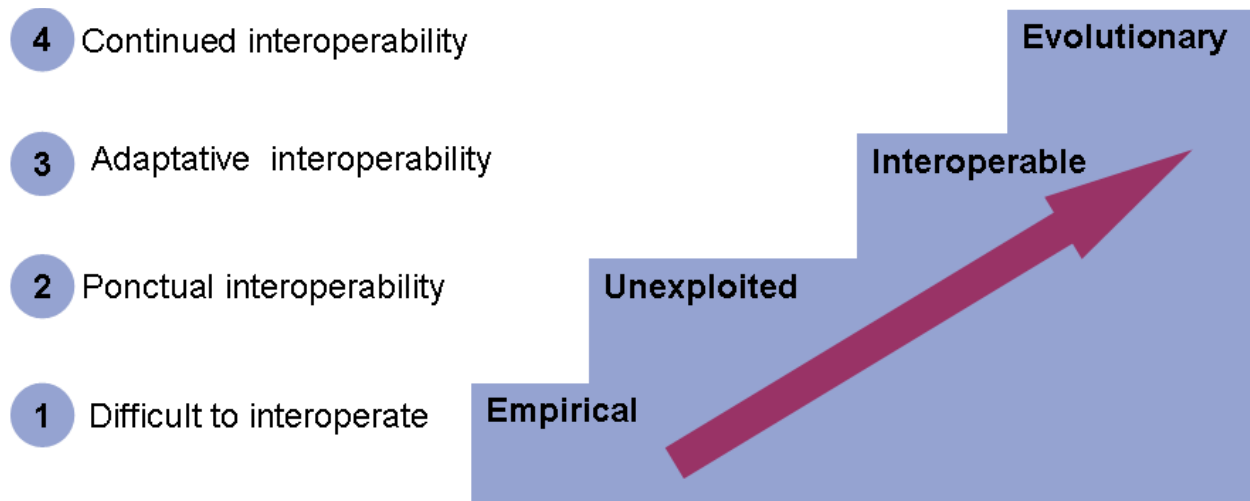 4 Continued interoperability
Evolutionary
3 Adaptative interoperability
Interoperable
2 Ponctual interoperability
Unexploited
1 Difficult to interoperate
Empirical